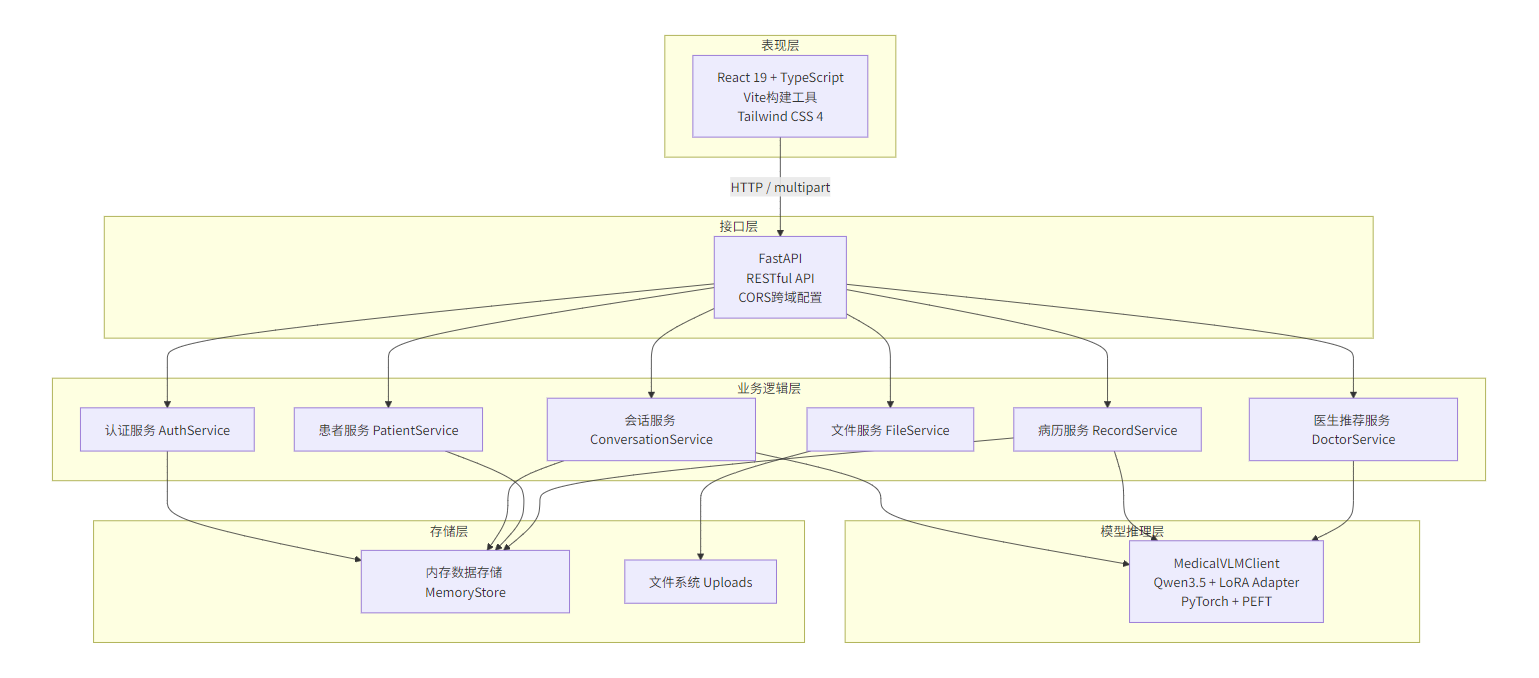 表现层
React 19 + TypeScript
Vite构建工具
Tailwind CSS 4
HTTP / multipart
接口层
FastAPI
RESTful API
CORS跨域配置
业务逻辑层
认证服务 AuthService
患者服务 PatientService
会话服务
ConversationService
文件服务 FileService
病历服务 RecordService
医生推荐服务
DoctorService
存储层
内存数据存储
MemoryStore
文件系统 Uploads
模型推理层
MedicalVLMClient
Qwen3.5 + LoRA Adapter
PyTorch + PEFT